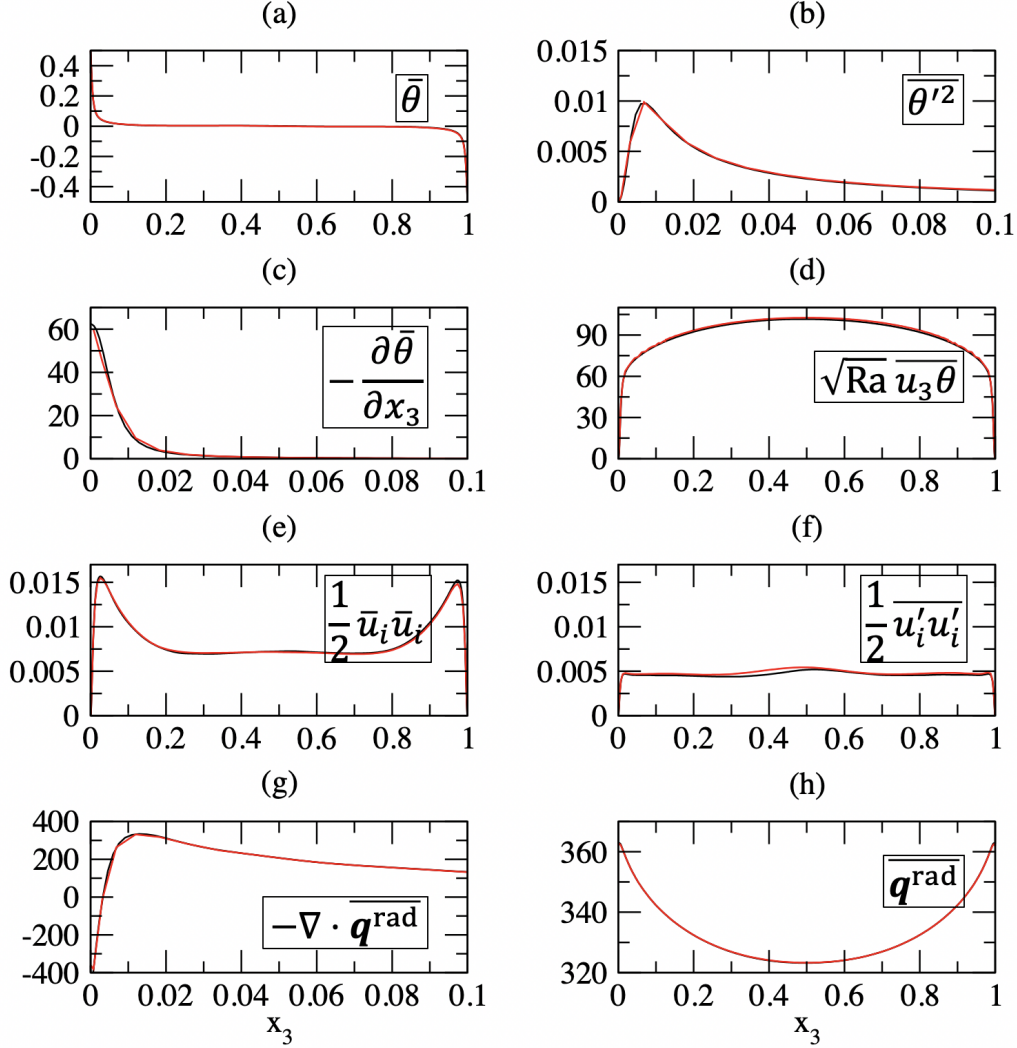 (a)
0.4
0.2
0
-0.2
-0.4
θ̄
0 0.2 0.4 0.6 0.8 1
(b)
0.015
0.01
0.005
0
\overline{θ′²}
0 0.02 0.04 0.06 0.08 0.1
(c)
60
40
20
0
− ∂θ̄/∂x₃
0 0.02 0.04 0.06 0.08 0.1
(d)
90
60
30
0
√Ra \overline{u₃θ}
0 0.2 0.4 0.6 0.8 1
(e)
0.015
0.01
0.005
0
1/2 ūᵢūᵢ
0 0.2 0.4 0.6 0.8 1
(f)
0.015
0.01
0.005
0
1/2 \overline{u′ᵢu′ᵢ}
0 0.2 0.4 0.6 0.8 1
(g)
400
200
0
-200
-400
−∇ · \overline{q^{rad}}
0 0.02 0.04 0.06 0.08 0.1
x₃
(h)
360
340
320
\overline{q^{rad}}
0 0.2 0.4 0.6 0.8 1
x₃